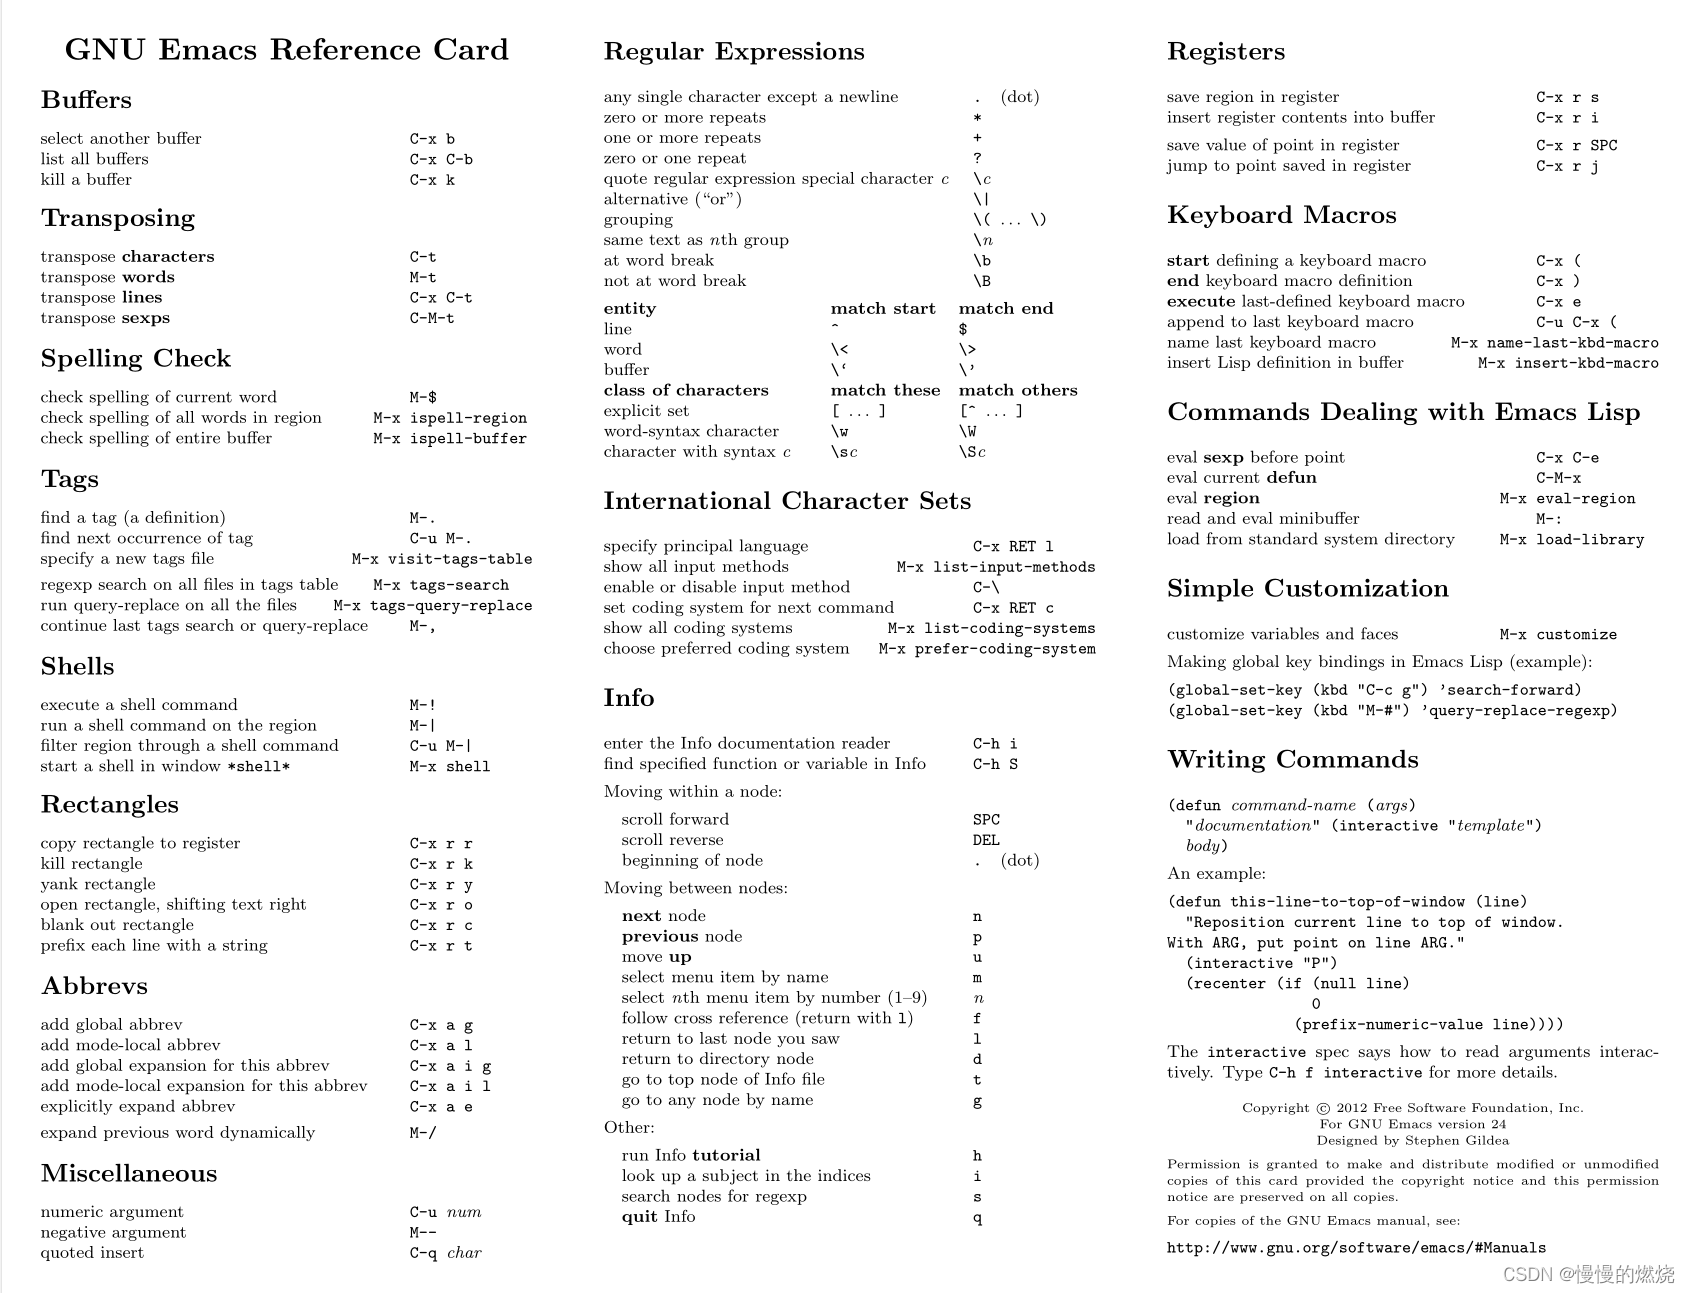 GNU Emacs Reference Card
Buffers
select another buffer C-x b
list all buffers C-x C-b
kill a buffer C-x k
Transposing
transpose characters C-t
transpose words M-t
transpose lines C-x C-t
transpose sexps C-M-t
Spelling Check
check spelling of current word M-$
check spelling of all words in region M-x ispell-region
check spelling of entire buffer M-x ispell-buffer
Tags
find a tag (a definition) M-.
find next occurrence of tag C-u M-.
specify a new tags file M-x visit-tags-table
regexp search on all files in tags table M-x tags-search
run query-replace on all the files M-x tags-query-replace
continue last tags search or query-replace M-,
Shells
execute a shell command M-!
run a shell command on the region M-|
filter region through a shell command C-u M-|
start a shell in window *shell* M-x shell
Rectangles
copy rectangle to register C-x r r
kill rectangle C-x r k
yank rectangle C-x r y
open rectangle, shifting text right C-x r o
blank out rectangle C-x r c
prefix each line with a string C-x r t
Abbrevs
add global abbrev C-x a g
add mode-local abbrev C-x a l
add global expansion for this abbrev C-x a i g
add mode-local expansion for this abbrev C-x a i l
explicitly expand abbrev C-x a e
expand previous word dynamically M-/
Miscellaneous
numeric argument C-u num
negative argument M--
quoted insert C-q char
Regular Expressions
any single character except a newline . (dot)
zero or more repeats *
one or more repeats +
zero or one repeat ?
quote regular expression special character c \c
alternative (“or”) \|
grouping \( ... \)
same text as nth group \n
at word break \b
not at word break \B
entity match start match end
line ^ $
word \< \>
buffer \‘ \’
class of characters match these match others
explicit set [ ... ] [^ ... ]
word-syntax character \w \W
character with syntax c \sc \Sc
International Character Sets
specify principal language C-x RET l
show all input methods M-x list-input-methods
enable or disable input method C-\
set coding system for next command C-x RET c
show all coding systems M-x list-coding-systems
choose preferred coding system M-x prefer-coding-system
Info
enter the Info documentation reader C-h i
find specified function or variable in Info C-h S
Moving within a node:
scroll forward SPC
scroll reverse DEL
beginning of node . (dot)
Moving between nodes:
next node n
previous node p
move up u
select menu item by name m
select nth menu item by number (1–9) n
follow cross reference (return with l) f
return to last node you saw l
return to directory node d
go to top node of Info file t
go to any node by name g
Other:
run Info tutorial h
look up a subject in the indices i
search nodes for regexp s
quit Info q
Registers
save region in register C-x r s
insert register contents into buffer C-x r i
save value of point in register C-x r SPC
jump to point saved in register C-x r j
Keyboard Macros
start defining a keyboard macro C-x (
end keyboard macro definition C-x )
execute last-defined keyboard macro C-x e
append to last keyboard macro C-u C-x (
name last keyboard macro M-x name-last-kbd-macro
insert Lisp definition in buffer M-x insert-kbd-macro
Commands Dealing with Emacs Lisp
eval sexp before point C-x C-e
eval current defun C-M-x
eval region M-x eval-region
read and eval minibuffer M-:
load from standard system directory M-x load-library
Simple Customization
customize variables and faces M-x customize
Making global key bindings in Emacs Lisp (example):
(global-set-key (kbd "C-c g") ’search-forward)
(global-set-key (kbd "M-#") ’query-replace-regexp)
Writing Commands
(defun command-name (args)
"documentation" (interactive "template")
body)
An example:
(defun this-line-to-top-of-window (line)
"Reposition current line to top of window.
With ARG, put point on line ARG."
(interactive "P")
(recenter (if (null line)
0
(prefix-numeric-value line))))
The interactive spec says how to read arguments interac-
tively. Type C-h f interactive for more details.
Copyright © 2012 Free Software Foundation, Inc.
For GNU Emacs version 24
Designed by Stephen Gildea
Permission is granted to make and distribute modified or unmodified
copies of this card provided the copyright notice and this permission
notice are preserved on all copies.
For copies of the GNU Emacs manual, see:
http://www.gnu.org/software/emacs/#Manuals
CSDN @慢慢的燃烧